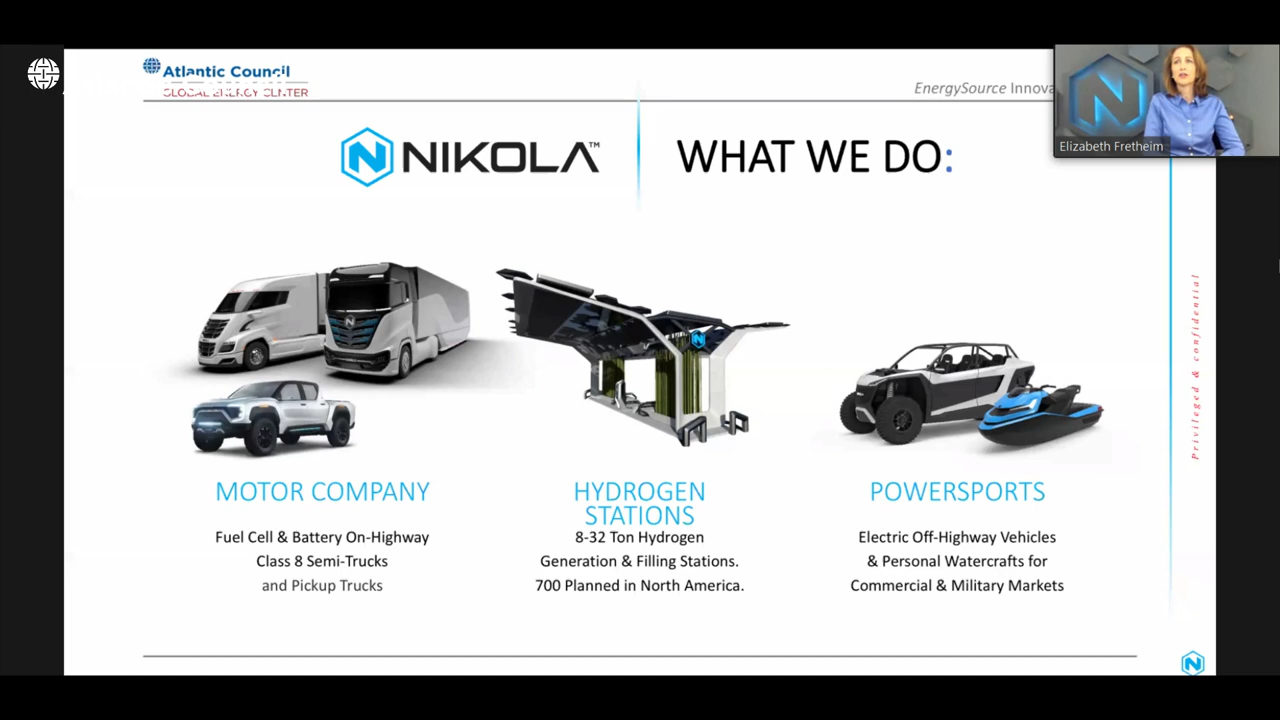 Atlantic Council
GLOBAL ENERGY CENTER
EnergySource Innova
Elizabeth Fretheim
NIKOLA™
WHAT WE DO:
Privileged & confidential
MOTOR COMPANY
Fuel Cell & Battery On-Highway
Class 8 Semi-Trucks
and Pickup Trucks
HYDROGEN
STATIONS
8-32 Ton Hydrogen
Generation & Filling Stations.
700 Planned in North America.
POWERSPORTS
Electric Off-Highway Vehicles
& Personal Watercrafts for
Commercial & Military Markets